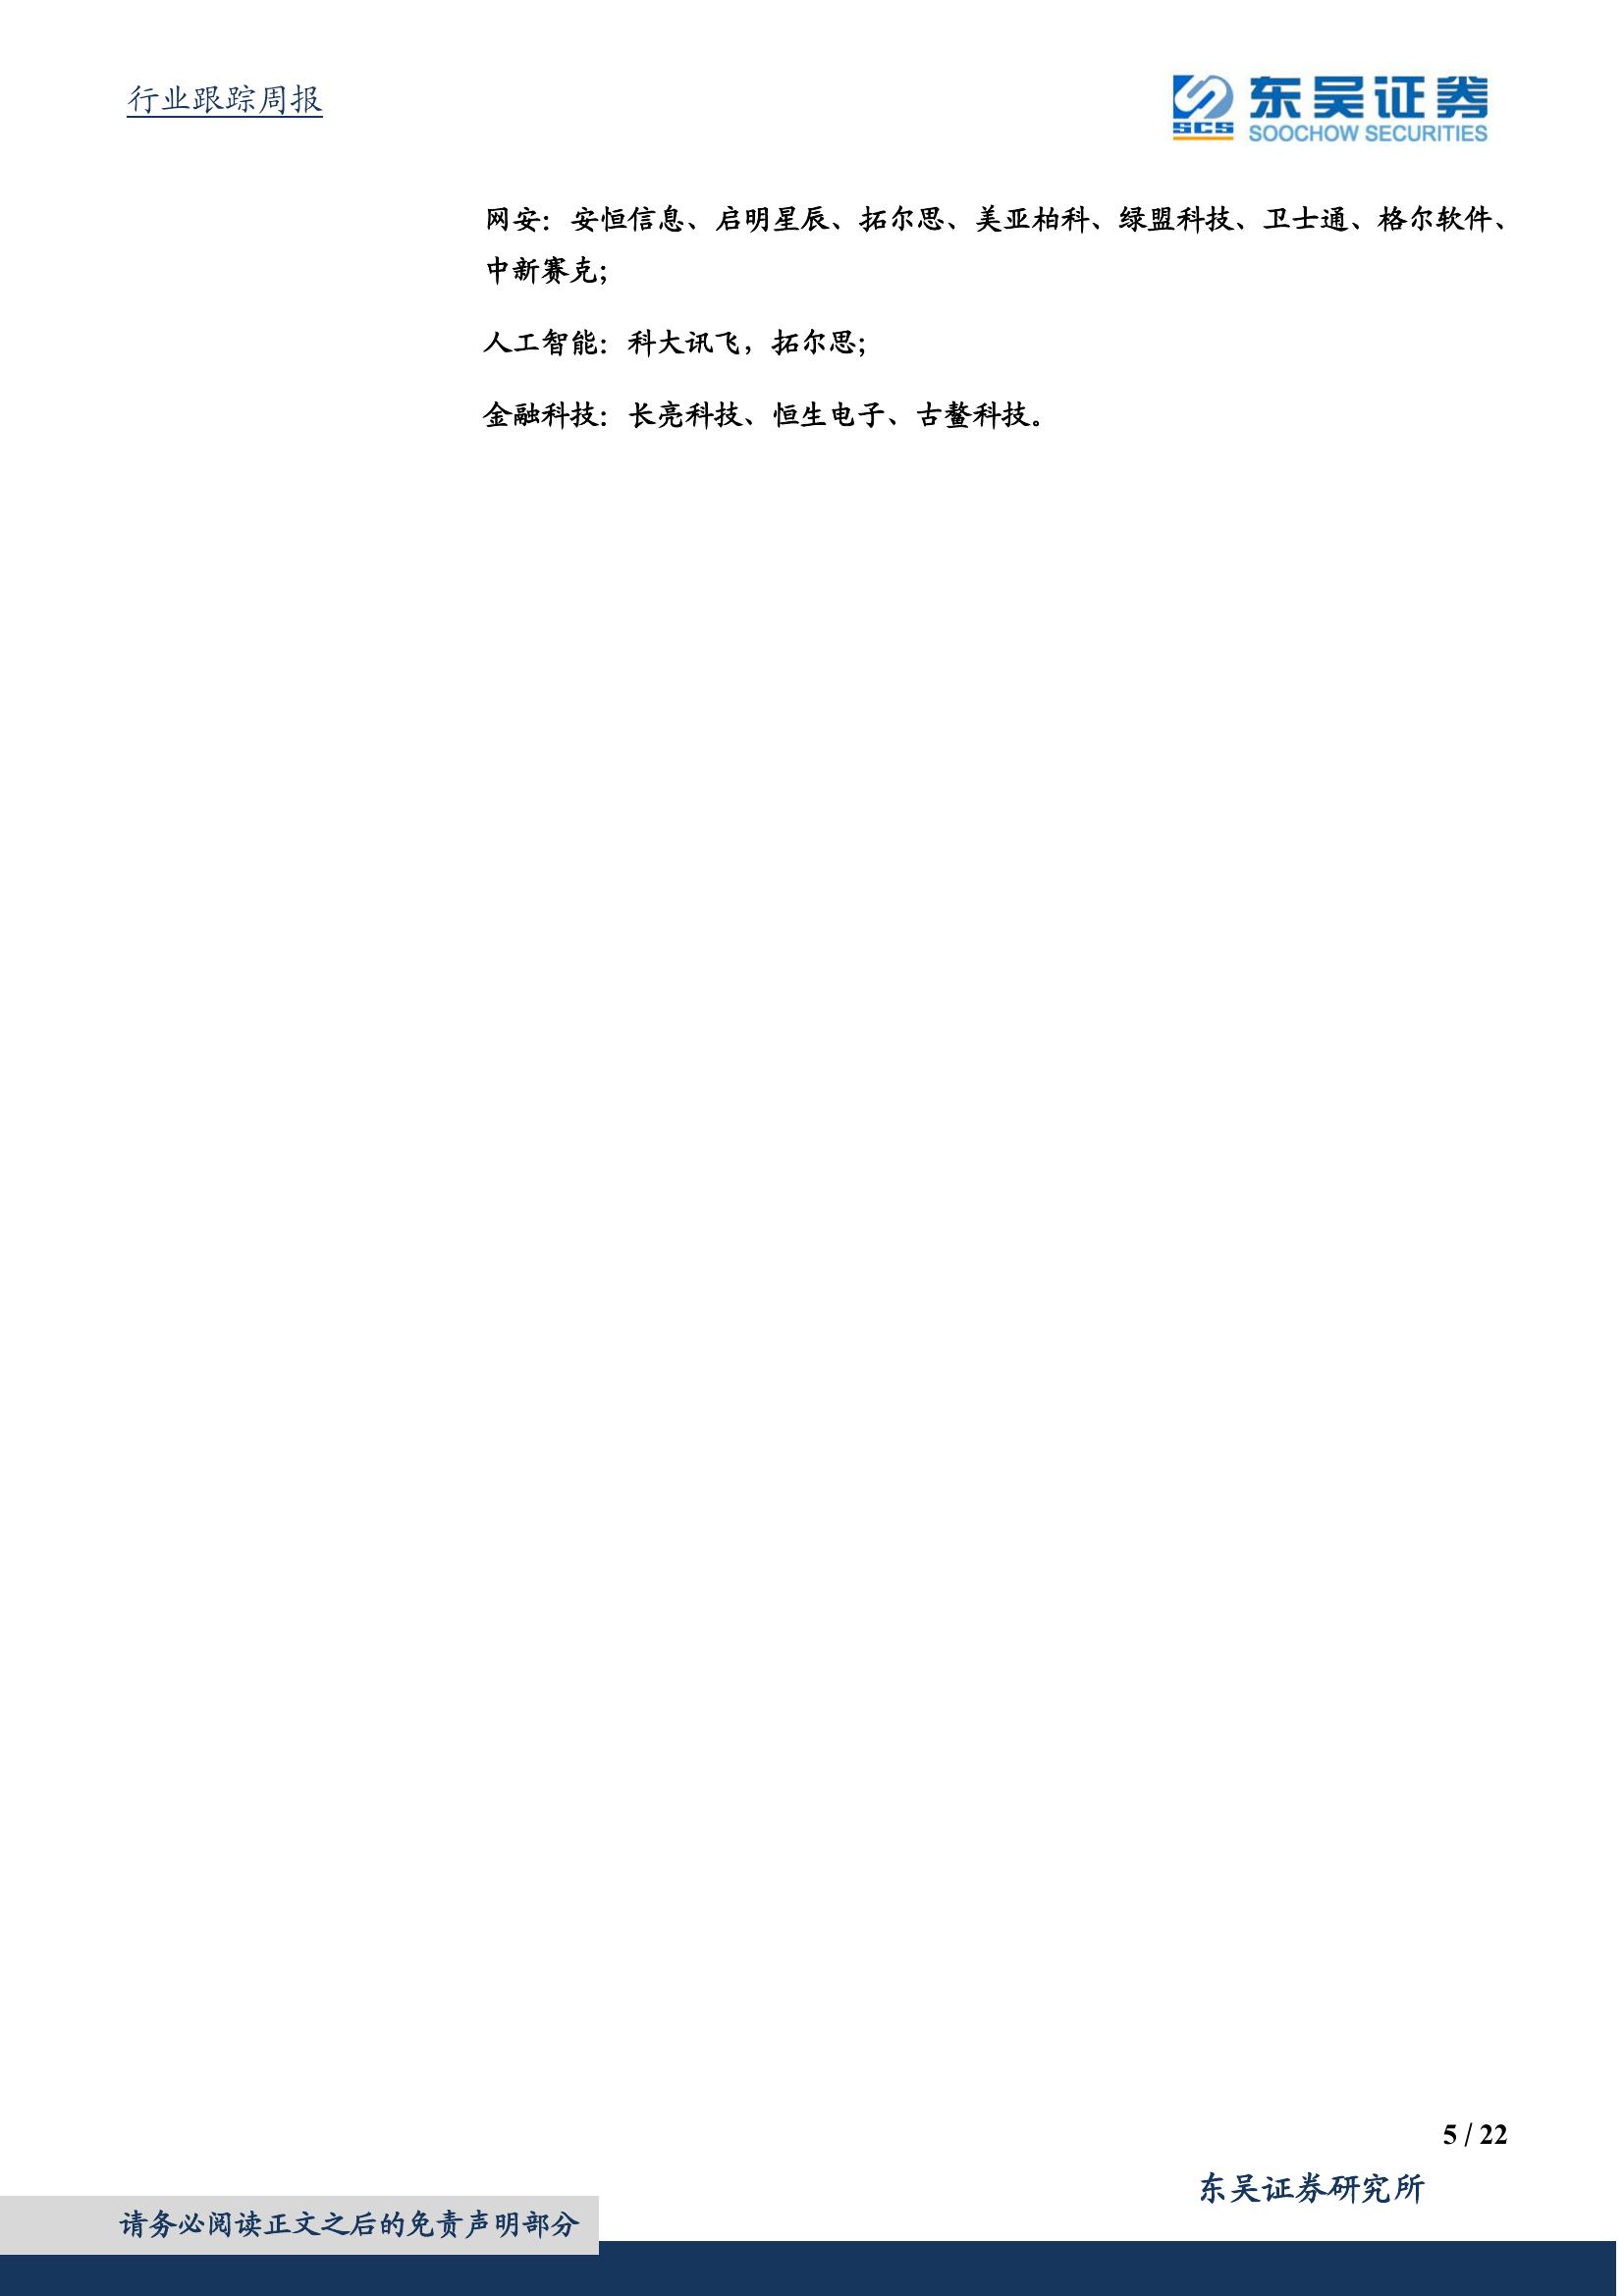 行业跟踪周报
东吴证券
SCS
SOOCHOW SECURITIES
网安：安恒信息、启明星辰、拓尔思、美亚柏科、绿盟科技、卫士通、格尔软件、
中新赛克；
人工智能：科大讯飞，拓尔思；
金融科技：长亮科技、恒生电子、古鳌科技。
5 / 22
东吴证券研究所
请务必阅读正文之后的免责声明部分